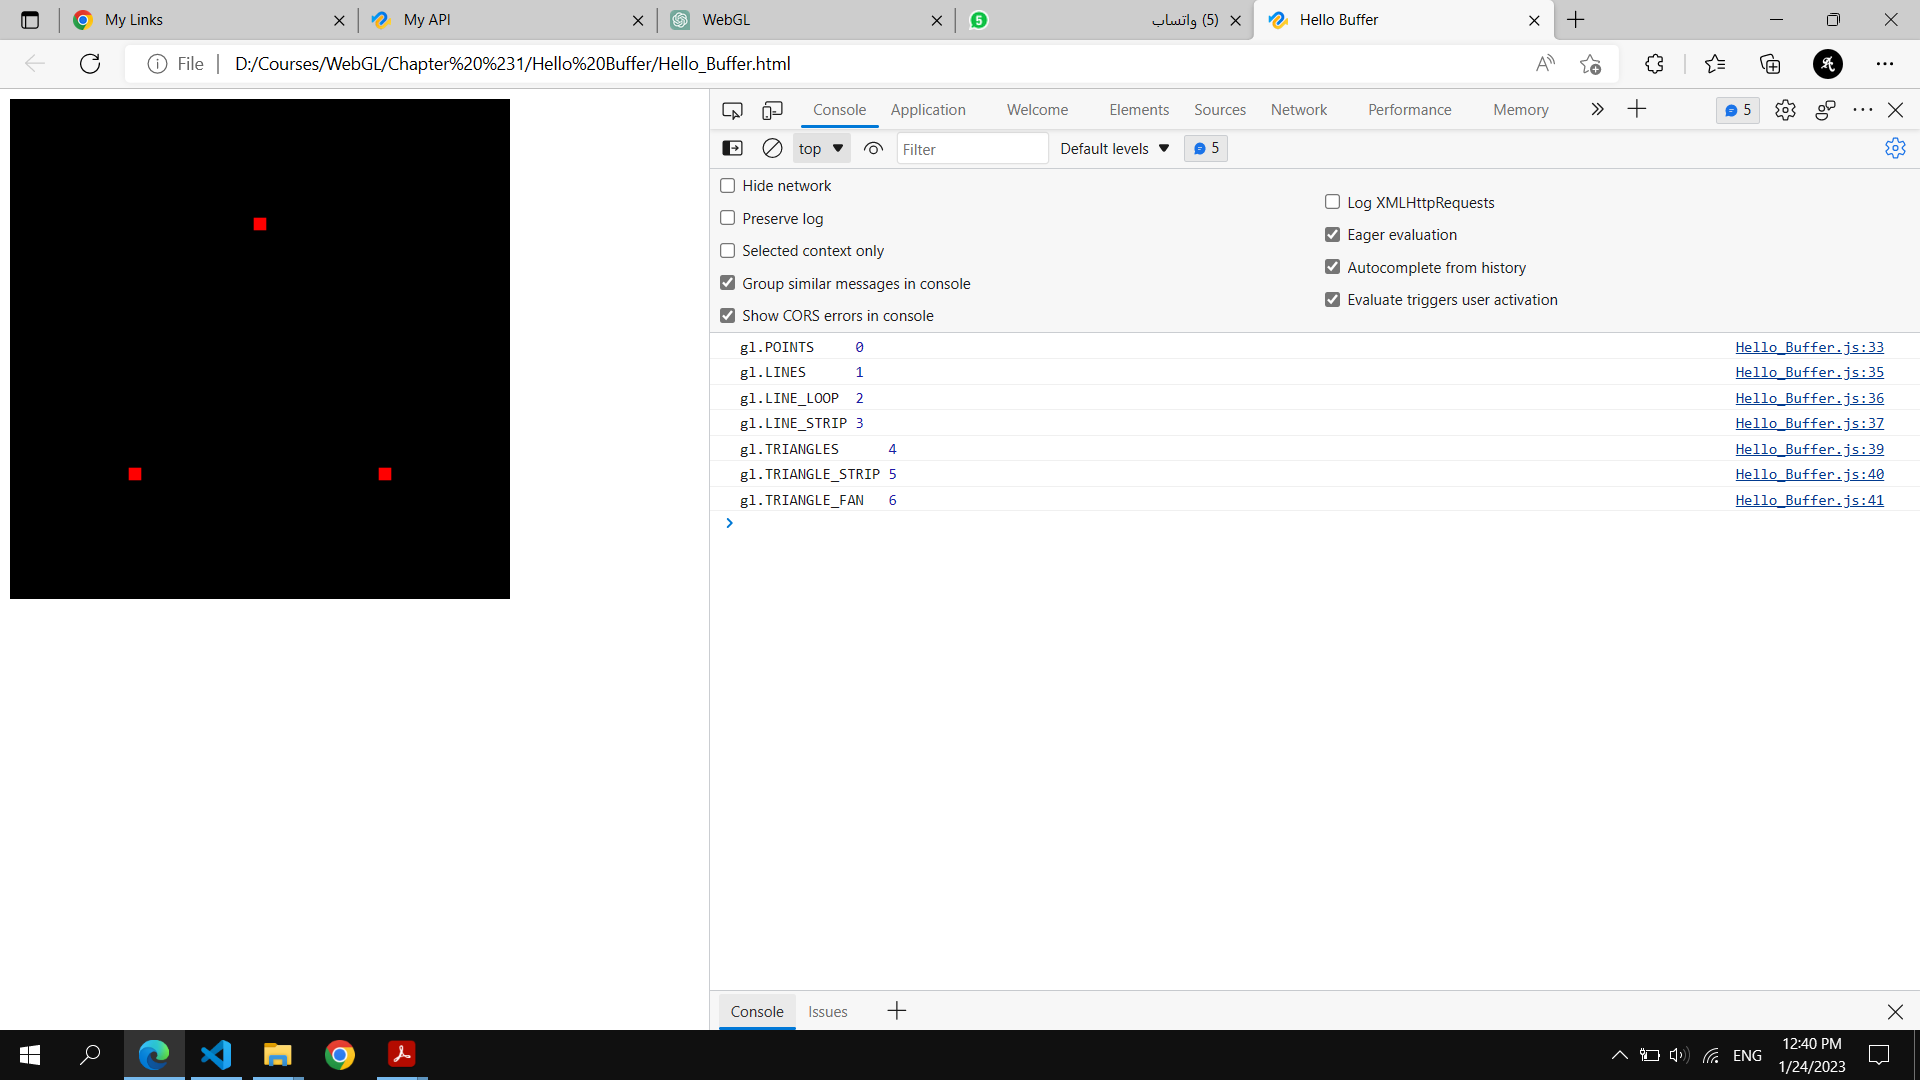 My Links
My API
WebGL
(5) واتساب
Hello Buffer
File
D:/Courses/WebGL/Chapter%20%231/Hello%20Buffer/Hello_Buffer.html
Console Application Welcome Elements Sources Network Performance Memory 5
top Filter Default levels 5
Hide network
Preserve log
Selected context only
Group similar messages in console
Show CORS errors in console
Log XMLHttpRequests
Eager evaluation
Autocomplete from history
Evaluate triggers user activation
gl.POINTS 0 Hello_Buffer.js:33
gl.LINES 1 Hello_Buffer.js:35
gl.LINE_LOOP 2 Hello_Buffer.js:36
gl.LINE_STRIP 3 Hello_Buffer.js:37
gl.TRIANGLES 4 Hello_Buffer.js:39
gl.TRIANGLE_STRIP 5 Hello_Buffer.js:40
gl.TRIANGLE_FAN 6 Hello_Buffer.js:41
Console Issues
ENG
12:40 PM
1/24/2023